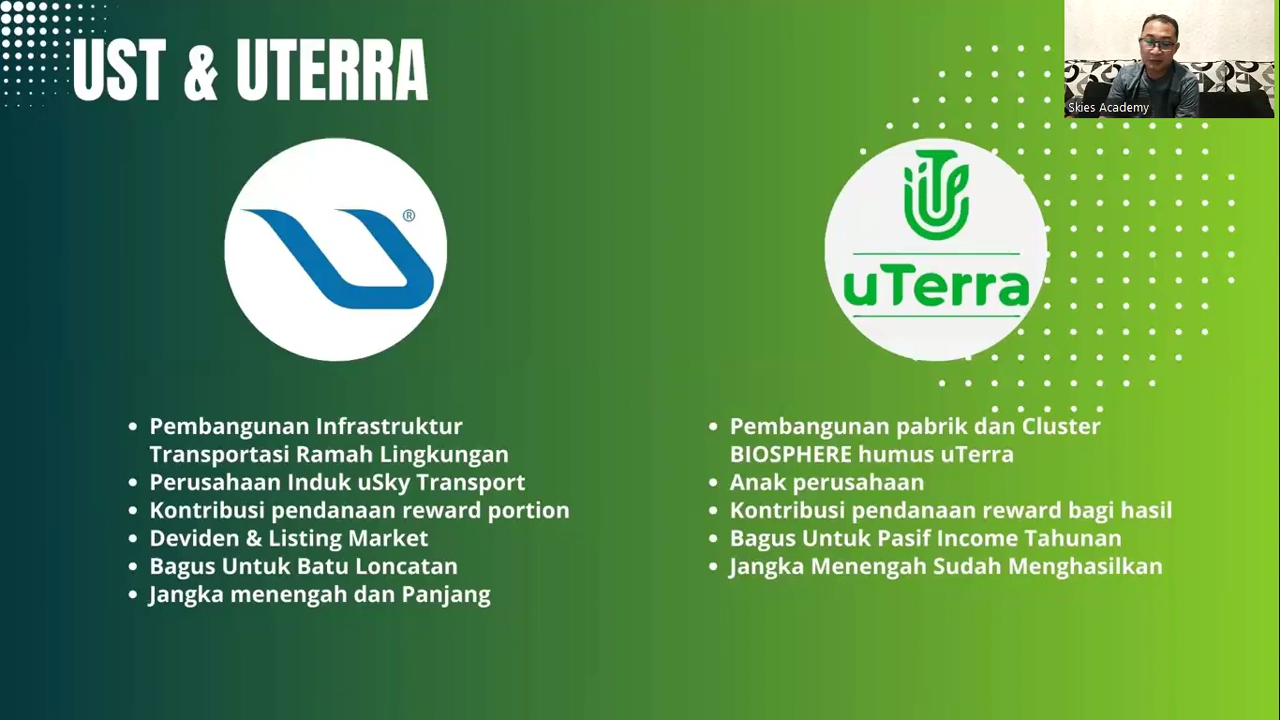 UST & UTERRA
Skies Academy
®
uTerra
• Pembangunan Infrastruktur
Transportasi Ramah Lingkungan
• Perusahaan Induk uSky Transport
• Kontribusi pendanaan reward portion
• Deviden & Listing Market
• Bagus Untuk Batu Loncatan
• Jangka menengah dan Panjang
• Pembangunan pabrik dan Cluster
BIOSPHERE humus uTerra
• Anak perusahaan
• Kontribusi pendanaan reward bagi hasil
• Bagus Untuk Pasif Income Tahunan
• Jangka Menengah Sudah Menghasilkan